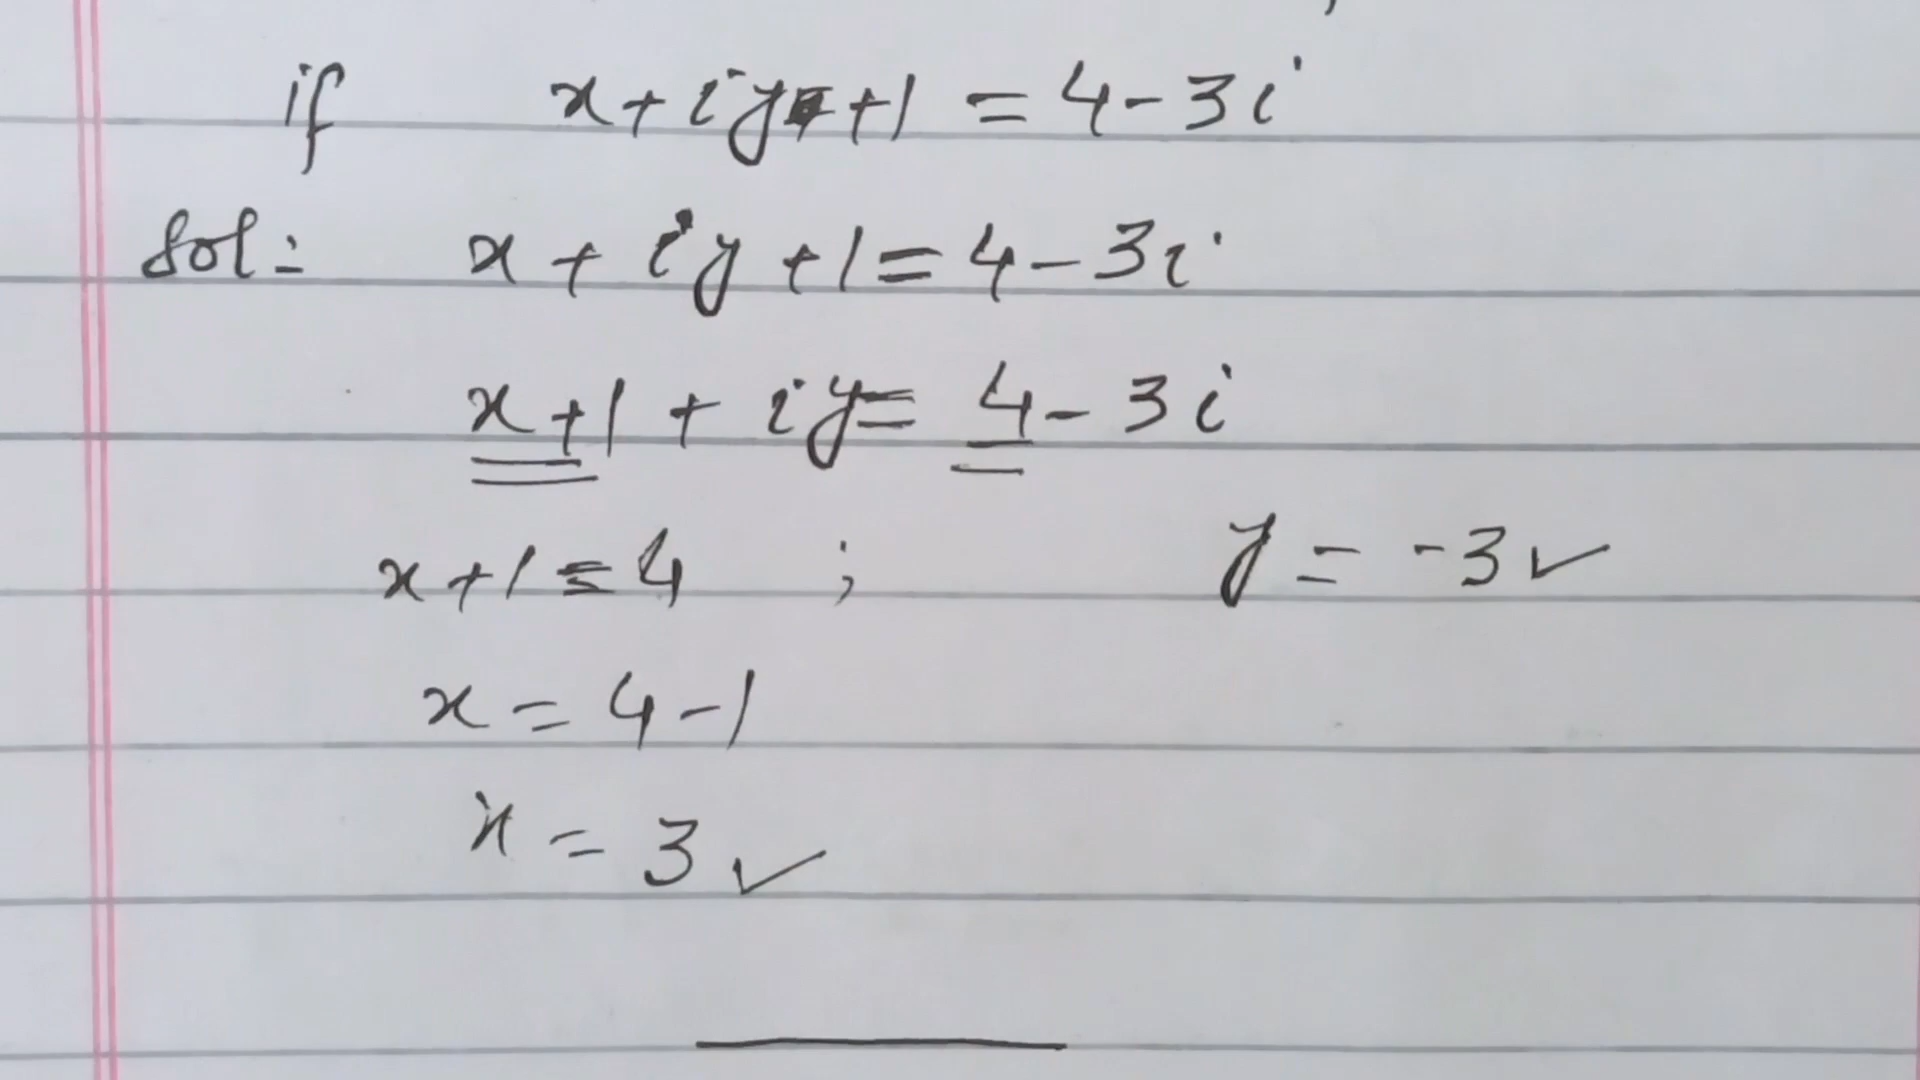 if x + iy + 1 = 4 - 3i
Sol: x + iy + 1 = 4 - 3i
x + 1 + iy = 4 - 3i
x + 1 = 4 ; y = -3 ✓
x = 4 - 1
x = 3 ✓